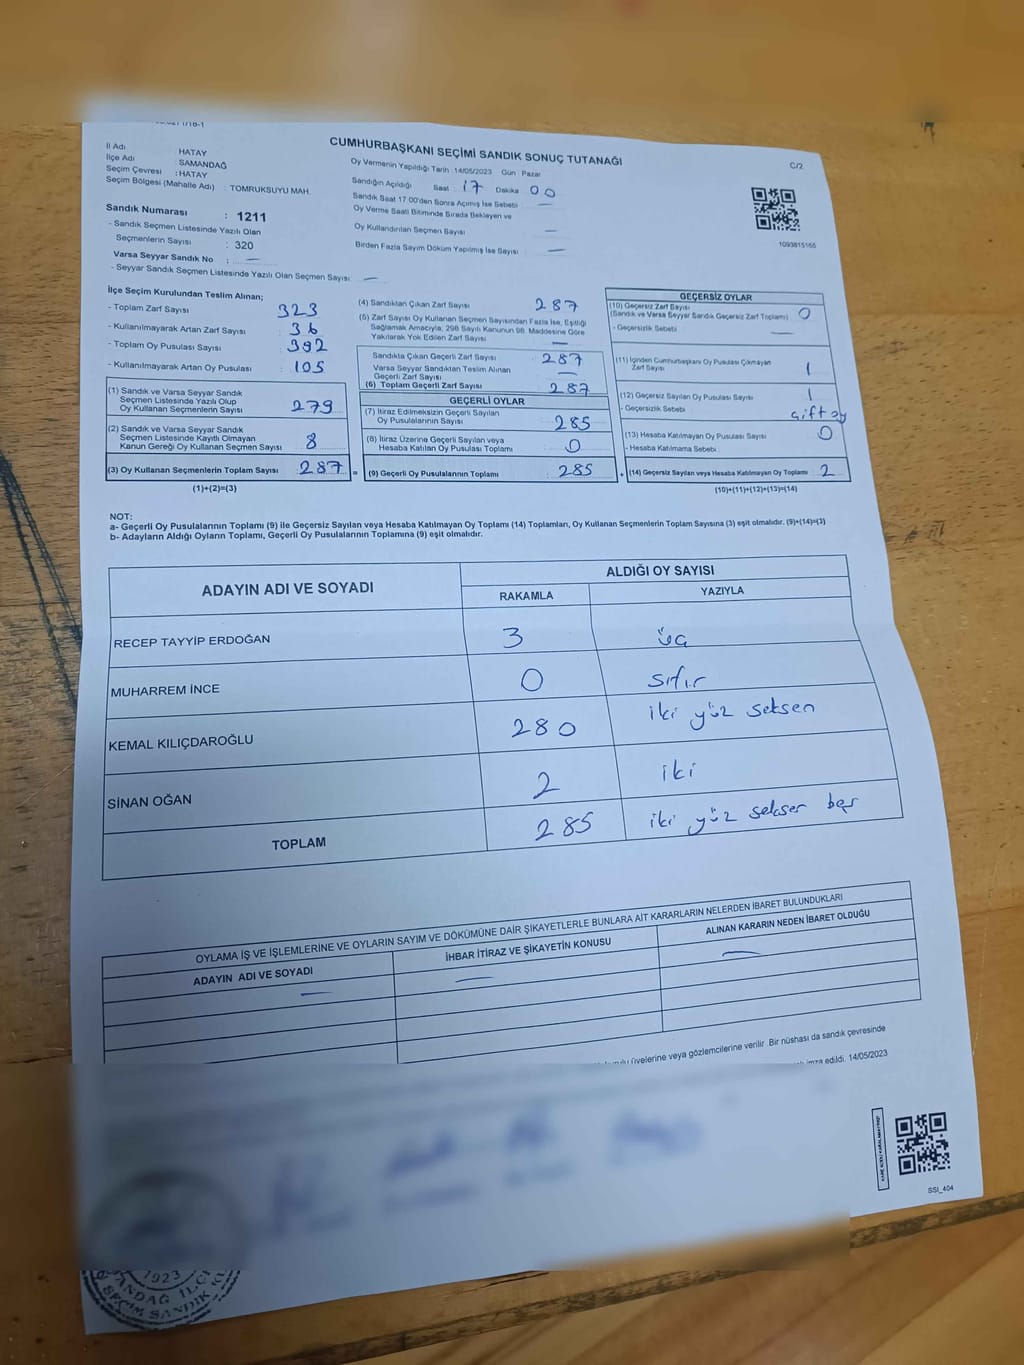 CUMHURBAŞKANI SEÇİMİ SANDIK SONUÇ TUTANAĞI
C/2
İl Adı : HATAY
İlçe Adı : SAMANDAĞ
Seçim Çevresi : HATAY
Seçim Bölgesi (Mahalle Adı) : TOMRUKSUYU MAH.
Sandık Numarası : 1211
- Sandık Seçmen Listesinde Yazılı Olan
Seçmenlerin Sayısı : 320
Varsa Seyyar Sandık No : —
- Seyyar Sandık Seçmen Listesinde Yazılı Olan Seçmen Sayısı: —
Oy Vermenin Yapıldığı Tarih :14/05/2023 Gün : Pazar
Sandığın Açıldığı Saat 17 Dakika 00
Sandık Saat 17.00'den Sonra Açılmış İse Sebebi : —
Oy Verme Saati Bitiminde Sırada Bekleyen ve
Oy Kullandırılan Seçmen Sayısı —
Birden Fazla Sayım Döküm Yapılmış İse Sayısı —
1093815165
İlçe Seçim Kurulundan Teslim Alınan;
- Toplam Zarf Sayısı : 323
- Kullanılmayarak Artan Zarf Sayısı : 36
- Toplam Oy Pusulası Sayısı : 392
- Kullanılmayarak Artan Oy Pusulası : 105
(1) Sandık ve Varsa Seyyar Sandık
Seçmen Listesinde Yazılı Olup
Oy Kullanan Seçmenlerin Sayısı 279
(2) Sandık ve Varsa Seyyar Sandık
Seçmen Listesinde Kayıtlı Olmayan
Kanun Gereği Oy Kullanan Seçmen Sayısı 8
(3) Oy Kullanan Seçmenlerin Toplam Sayısı : 287
(1)+(2)=(3)
(4) Sandıktan Çıkan Zarf Sayısı 287
(5) Zarf Sayısı Oy Kullanan Seçmen Sayısından Fazla İse, Eşitliği
Sağlamak Amacıyla; 298 Sayılı Kanunun 98. Maddesine Göre
Yakılarak Yok Edilen Zarf Sayısı —
Sandıkta Çıkan Geçerli Zarf Sayısı : 287
Varsa Seyyar Sandıktan Teslim Alınan
Geçerli Zarf Sayısı : —
(6) Toplam Geçerli Zarf Sayısı : 287
GEÇERLİ OYLAR
(7) İtiraz Edilmeksizin Geçerli Sayılan
Oy Pusulalarının Sayısı : 285
(8) İtiraz Üzerine Geçerli Sayılan veya
Hesaba Katılan Oy Pusulası Toplamı : 0
= (9) Geçerli Oy Pusulalarının Toplamı : 285
GEÇERSİZ OYLAR
(10) Geçersiz Zarf Sayısı
(Sandık ve Varsa Seyyar Sandık Geçersiz Zarf Toplamı) : 0
- Geçersizlik Sebebi : —
(11) İçinden Cumhurbaşkanı Oy Pusulası Çıkmayan
Zarf Sayısı : 1
(12) Geçersiz Sayılan Oy Pusulası Sayısı : 1
- Geçersizlik Sebebi : çift oy
(13) Hesaba Katılmayan Oy Pusulası Sayısı : 0
- Hesaba Katılmama Sebebi :
+ (14) Geçersiz Sayılan veya Hesaba Katılmayan Oy Toplamı : 2
(10)+(11)+(12)+(13)=(14)
NOT:
a- Geçerli Oy Pusulalarının Toplamı (9) ile Geçersiz Sayılan veya Hesaba Katılmayan Oy Toplamı (14) Toplamları, Oy Kullanan Seçmenlerin Toplam Sayısına (3) eşit olmalıdır. (9)+(14)=(3)
b- Adayların Aldığı Oyların Toplamı, Geçerli Oy Pusulalarının Toplamına (9) eşit olmalıdır.
ADAYIN ADI VE SOYADI ALDIĞI OY SAYISI
RAKAMLA YAZIYLA
RECEP TAYYİP ERDOĞAN 3 üç
MUHARREM İNCE 0 sıfır
KEMAL KILIÇDAROĞLU 280 iki yüz seksen
SİNAN OĞAN 2 iki
TOPLAM 285 iki yüz seksen beş
OYLAMA İŞ VE İŞLEMLERİNE VE OYLARIN SAYIM VE DÖKÜMÜNE DAİR ŞİKAYETLERLE BUNLARA AİT KARARLARIN NELERDEN İBARET BULUNDUKLARI
ADAYIN ADI VE SOYADI İHBAR İTİRAZ VE ŞİKAYETİN KONUSU ALINAN KARARIN NEDEN İBARET OLDUĞU
— — —
üyelerine veya gözlemcilerine verilir. Bir nüshası da sandık çevresinde
imza edildi. 14/05/2023
SSI_404
1923
SAMANDAĞ İLÇE
SEÇİM SANDIK